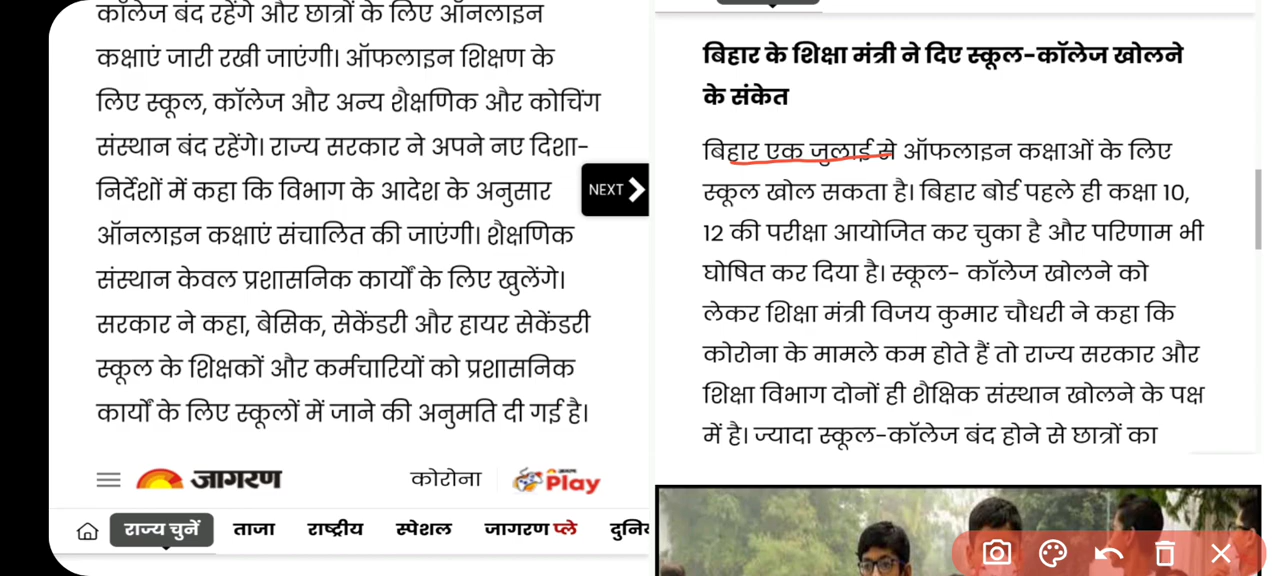 कॉलेज बंद रहेंगे और छात्रों के लिए ऑनलाइन
कक्षाएं जारी रखी जाएंगी। ऑफलाइन शिक्षण के
लिए स्कूल, कॉलेज और अन्य शैक्षणिक और कोचिंग
संस्थान बंद रहेंगे। राज्य सरकार ने अपने नए दिशा-
निर्देशों में कहा कि विभाग के आदेश के अनुसार
ऑनलाइन कक्षाएं संचालित की जाएंगी। शैक्षणिक
संस्थान केवल प्रशासनिक कार्यों के लिए खुलेंगे।
सरकार ने कहा, बेसिक, सेकेंडरी और हायर सेकेंडरी
स्कूल के शिक्षकों और कर्मचारियों को प्रशासनिक
कार्यों के लिए स्कूलों में जाने की अनुमति दी गई है।
NEXT
जागरण कोरोना Play
राज्य चुनें ताजा राष्ट्रीय स्पेशल जागरण प्ले
बिहार के शिक्षा मंत्री ने दिए स्कूल-कॉलेज खोलने
के संकेत
बिहार एक जुलाई से ऑफलाइन कक्षाओं के लिए
स्कूल खोल सकता है। बिहार बोर्ड पहले ही कक्षा 10,
12 की परीक्षा आयोजित कर चुका है और परिणाम भी
घोषित कर दिया है। स्कूल- कॉलेज खोलने को
लेकर शिक्षा मंत्री विजय कुमार चौधरी ने कहा कि
कोरोना के मामले कम होते हैं तो राज्य सरकार और
शिक्षा विभाग दोनों ही शैक्षिक संस्थान खोलने के पक्ष
में है। ज्यादा स्कूल-कॉलेज बंद होने से छात्रों का